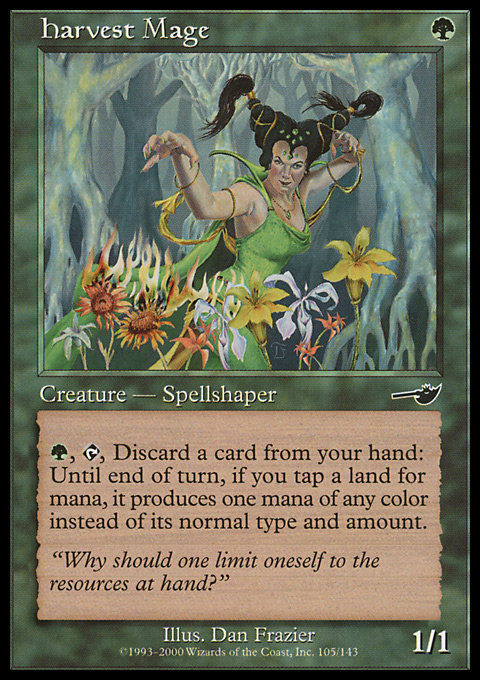 Harvest Mage
Creature — Spellshaper
, , Discard a card from your hand:
Until end of turn, if you tap a land for
mana, it produces one mana of any color
instead of its normal type and amount.
“Why should one limit oneself to the
resources at hand?”
Illus. Dan Frazier
©1993–2000 Wizards of the Coast, Inc. 105/143
1/1